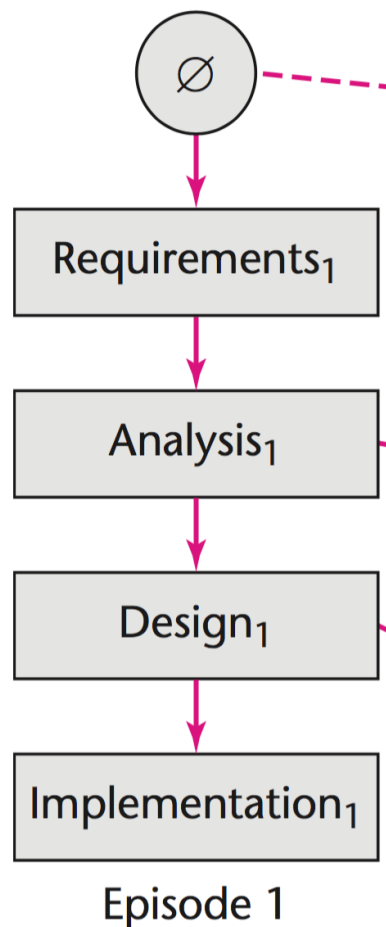 ∅
Requirements₁
Analysis₁
Design₁
Implementation₁
Episode 1